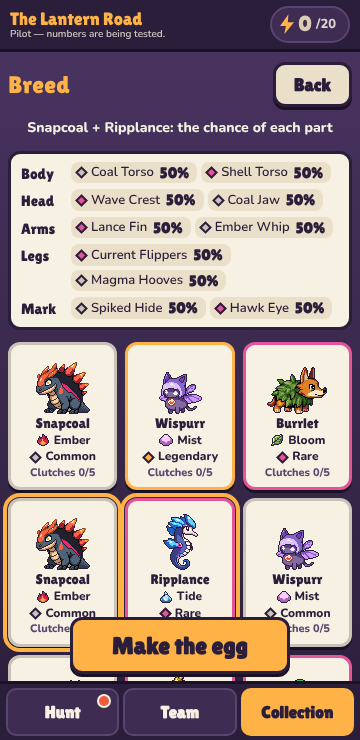 The Lantern Road
Pilot — numbers are being tested.
0 /20
Breed
Back
Snapcoal + Ripplance: the chance of each part
Body Coal Torso 50% Shell Torso 50%
Head Wave Crest 50% Coal Jaw 50%
Arms Lance Fin 50% Ember Whip 50%
Legs Current Flippers 50%
Magma Hooves 50%
Mark Spiked Hide 50% Hawk Eye 50%
Snapcoal Wispurr Burrlet
Ember Mist Bloom
Common Legendary Rare
Clutches 0/5 Clutches 0/5 Clutches 0/5
Snapcoal Ripplance Wispurr
Ember Tide Mist
Common Rare Common
Make the egg
Hunt Team Collection